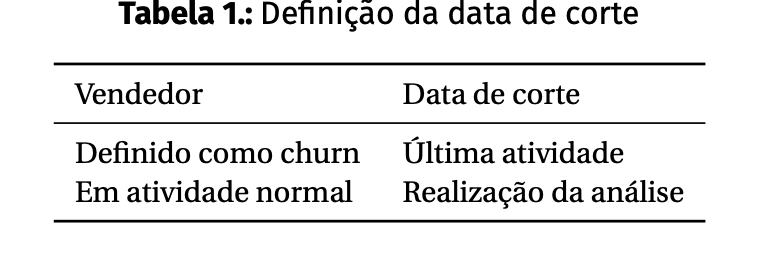 Tabela 1.: Definição da data de corte
Vendedor Data de corte
Definido como churn Última atividade
Em atividade normal Realização da análise